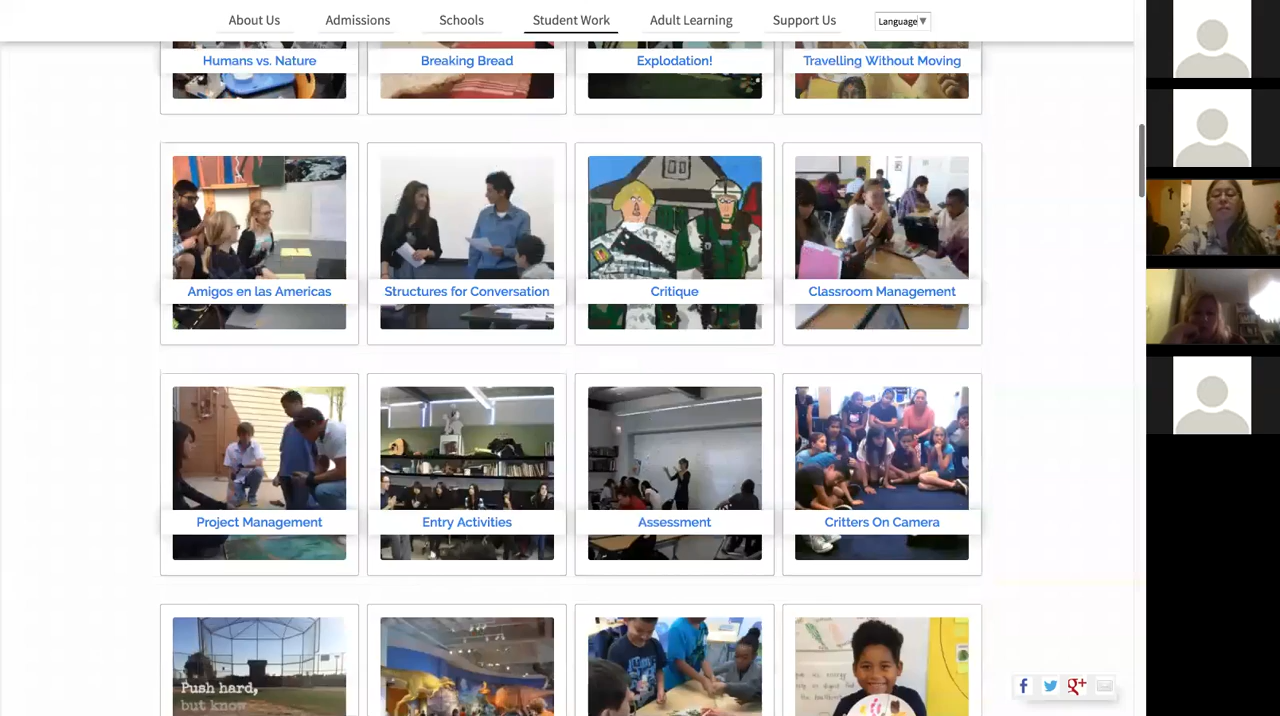 About Us
Admissions
Schools
Student Work
Adult Learning
Support Us
Language
Humans vs. Nature
Breaking Bread
Explodation!
Travelling Without Moving
Amigos en las Americas
Structures for Conversation
Critique
Classroom Management
Project Management
Entry Activities
Assessment
Critters On Camera
Push hard,
but know